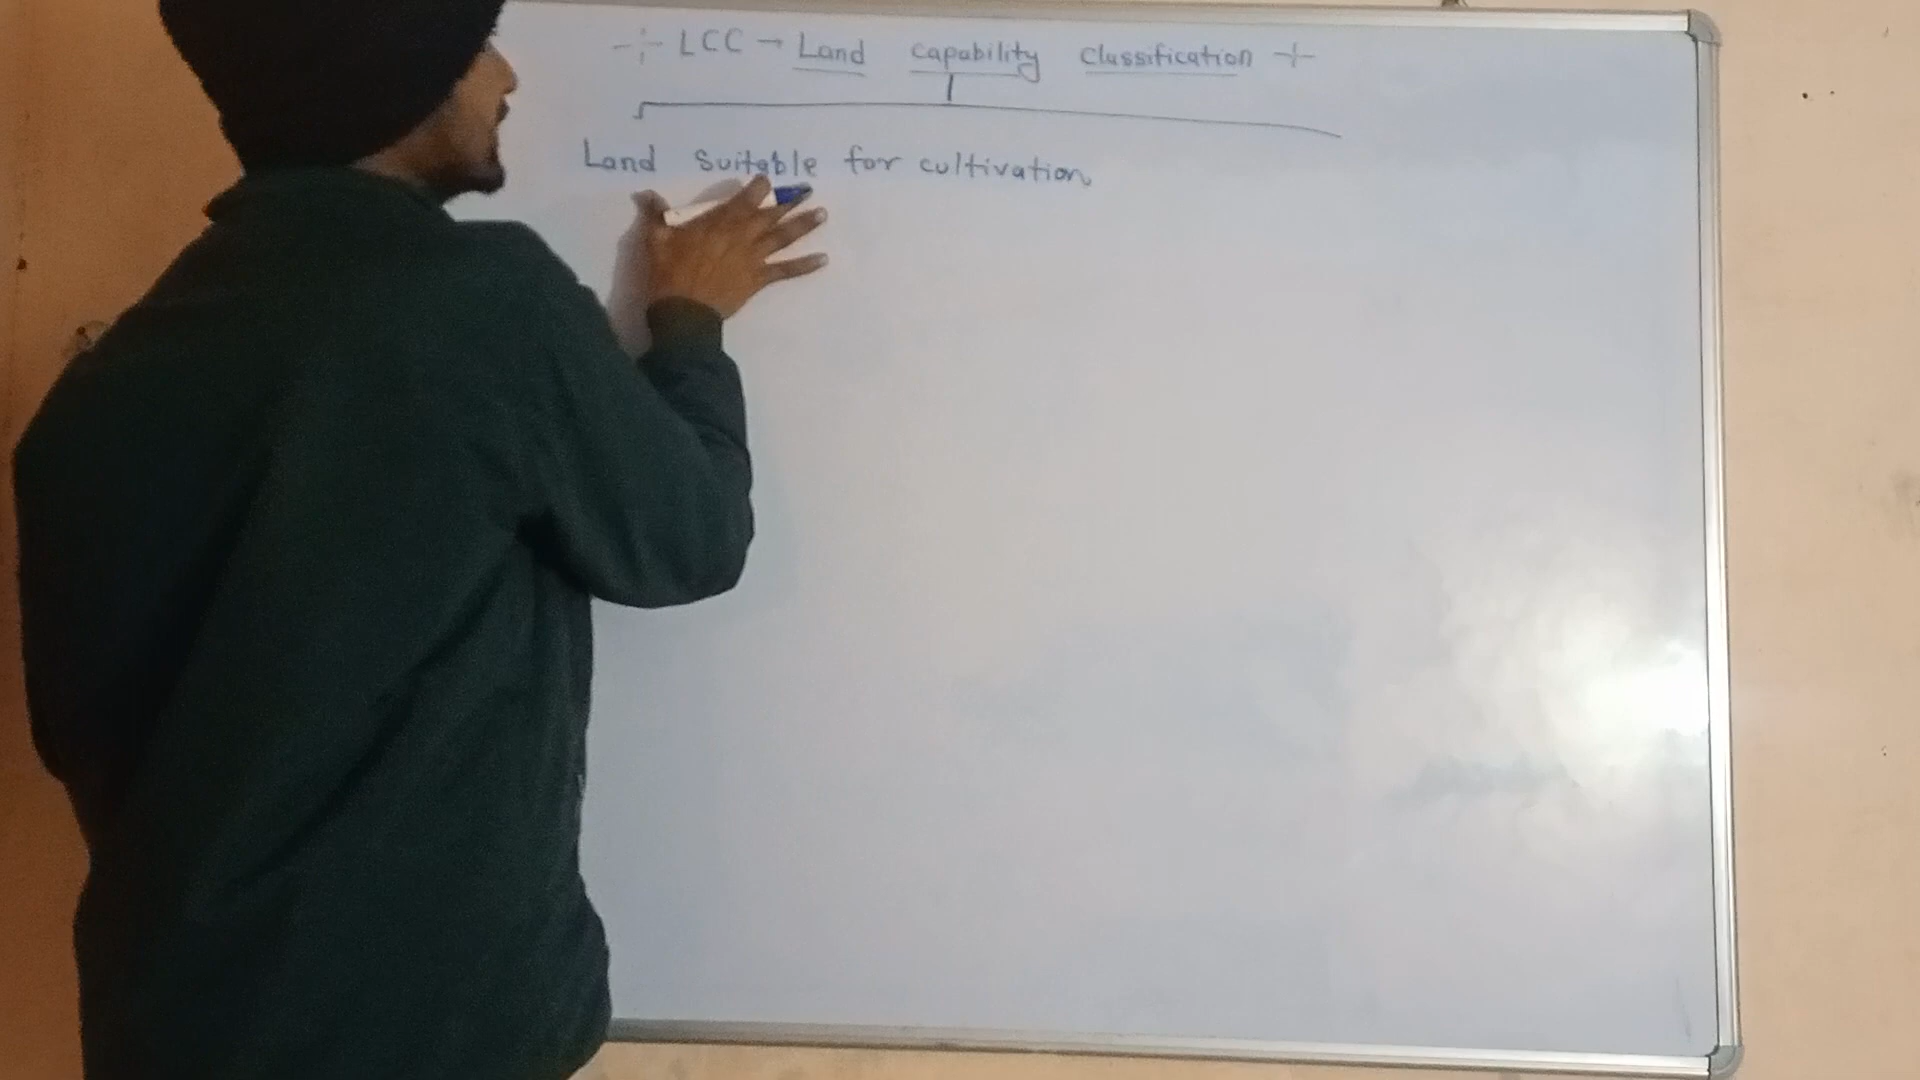 -:- LCC → Land capability classification -:-
Land suitable for cultivation